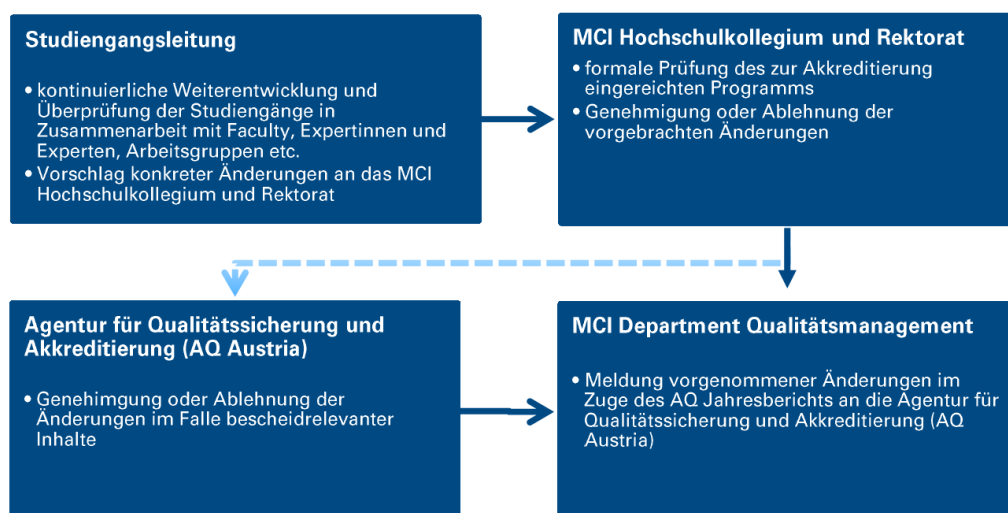 Studiengangsleitung
• kontinuierliche Weiterentwicklung und
Überprüfung der Studiengänge in
Zusammenarbeit mit Faculty, Expertinnen und
Experten, Arbeitsgruppen etc.
• Vorschlag konkreter Änderungen an das MCI
Hochschulkollegium und Rektorat
MCI Hochschulkollegium und Rektorat
• formale Prüfung des zur Akkreditierung
eingereichten Programms
• Genehmigung oder Ablehnung der
vorgebrachten Änderungen
Agentur für Qualitätssicherung und
Akkreditierung (AQ Austria)
• Genehimgung oder Ablehnung der
Änderungen im Falle bescheidrelevanter
Inhalte
MCI Department Qualitätsmanagement
• Meldung vorgenommener Änderungen im
Zuge des AQ Jahresberichts an die Agentur für
Qualitätssicherung und Akkreditierung (AQ
Austria)